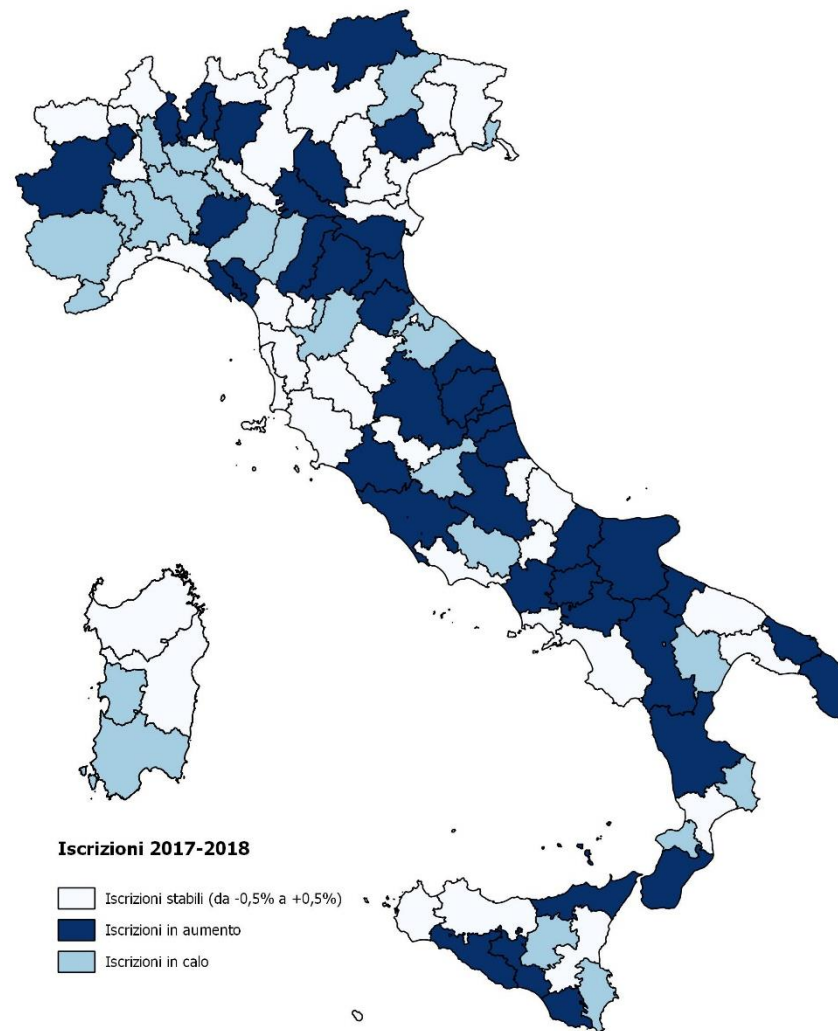 Iscrizioni 2017-2018
Iscrizioni stabili (da -0,5% a +0,5%)
Iscrizioni in aumento
Iscrizioni in calo